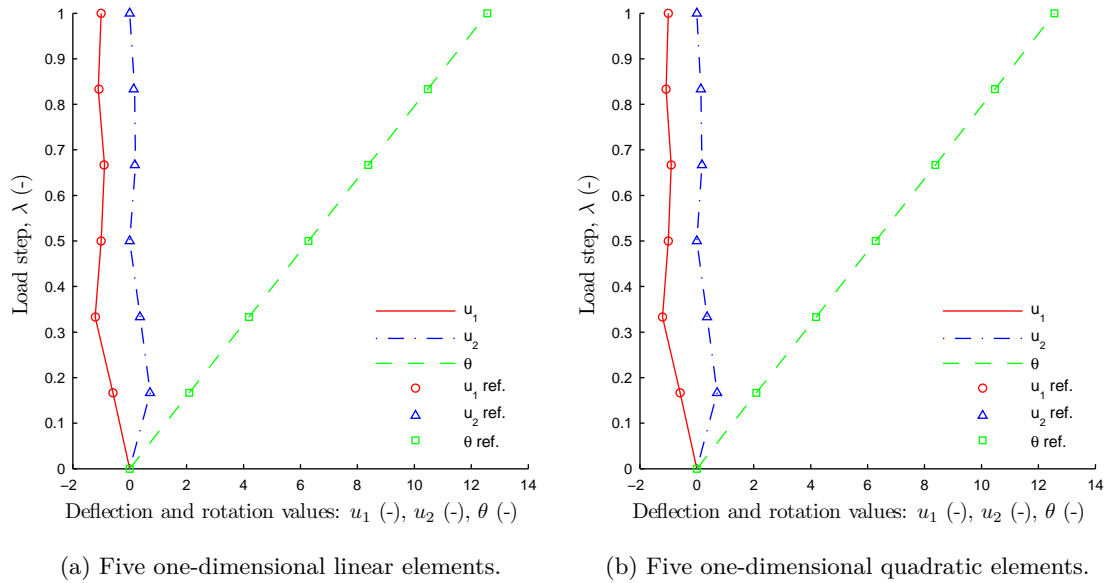 1
0.9
0.8
0.7
0.6
0.5
0.4
0.3
0.2
0.1
0
Load step, λ (-)
−2 0 2 4 6 8 10 12 14
Deflection and rotation values: u₁ (-), u₂ (-), θ (-)
u₁
u₂
θ
u₁ ref.
u₂ ref.
θ ref.
(a) Five one-dimensional linear elements.
1
0.9
0.8
0.7
0.6
0.5
0.4
0.3
0.2
0.1
0
Load step, λ (-)
−2 0 2 4 6 8 10 12 14
Deflection and rotation values: u₁ (-), u₂ (-), θ (-)
u₁
u₂
θ
u₁ ref.
u₂ ref.
θ ref.
(b) Five one-dimensional quadratic elements.